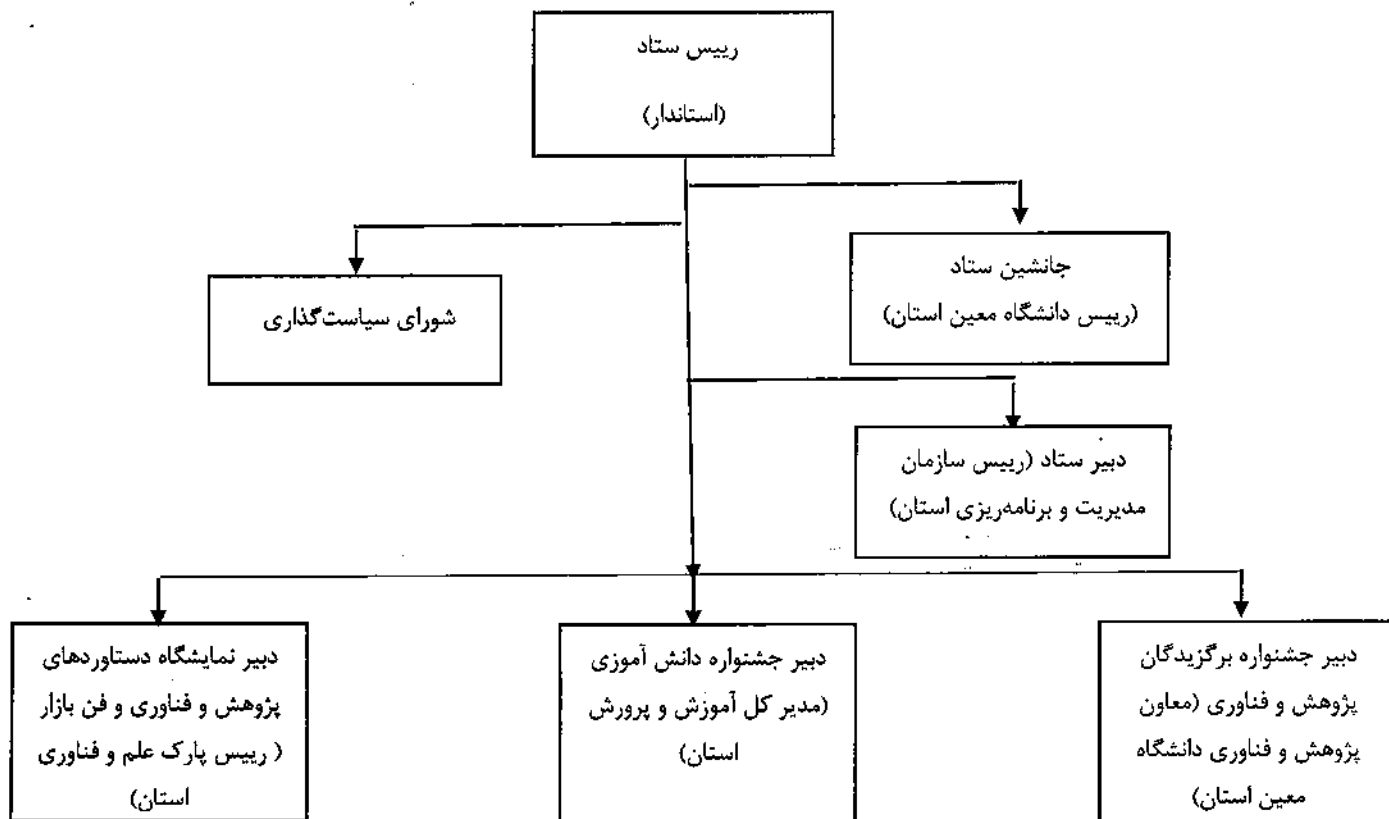 رییس ستاد
(استاندار)
جانشین ستاد
(رییس دانشگاه معین استان)
شورای سیاست‌گذاری
دبیر ستاد (رییس سازمان
مدیریت و برنامه‌ریزی استان)
دبیر جشنواره برگزیدگان
پژوهش و فناوری (معاون
پژوهش و فناوری دانشگاه
معین استان)
دبیر جشنواره دانش آموزی
(مدیر کل آموزش و پرورش
استان)
دبیر نمایشگاه دستاوردهای
پژوهش و فناوری و فن بازار
( رییس پارک علم و فناوری
استان)